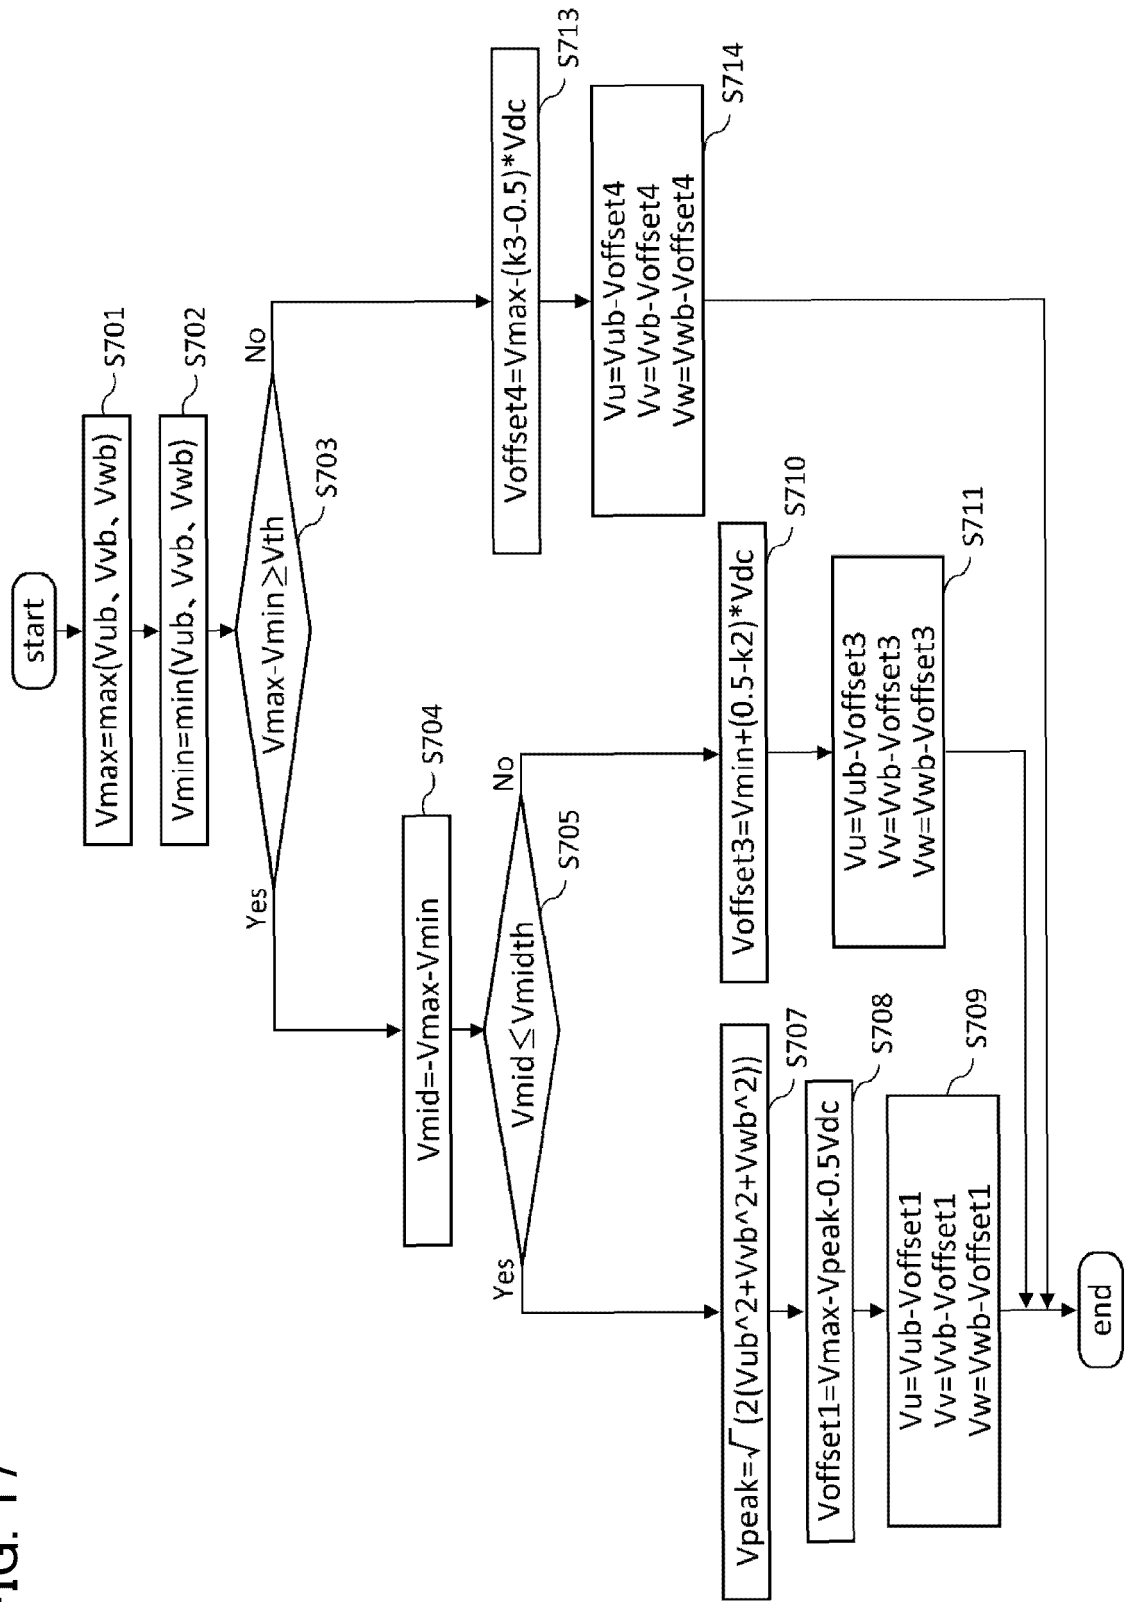 FIG. 17
start
Vmax=max(Vub、Vvb、Vwb)
S701
Vmin=min(Vub、Vvb、Vwb)
S702
Vmax-Vmin≧Vth
S703
Yes
No
Vmid=-Vmax-Vmin
S704
Vmid≦Vmidth
S705
Yes
No
Vpeak=√(2(Vub^2+Vvb^2+Vwb^2))
S707
Voffset1=Vmax-Vpeak-0.5Vdc
S708
Vu=Vub-Voffset1
Vv=Vvb-Voffset1
Vw=Vwb-Voffset1
S709
Voffset3=Vmin+(0.5-k2)*Vdc
S710
Vu=Vub-Voffset3
Vv=Vvb-Voffset3
Vw=Vwb-Voffset3
S711
Voffset4=Vmax-(k3-0.5)*Vdc
S713
Vu=Vub-Voffset4
Vv=Vvb-Voffset4
Vw=Vwb-Voffset4
S714
end